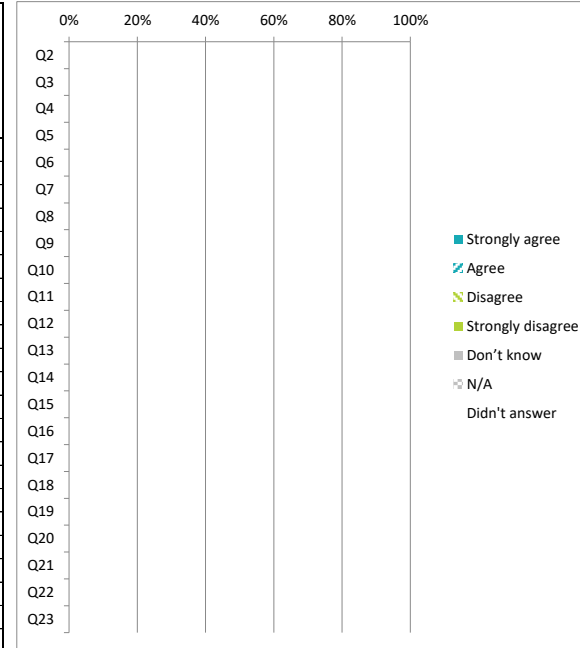 0% 20% 40% 60% 80% 100%
Q2
Q3
Q4
Q5
Q6
Q7
Q8
Q9
Q10
Q11
Q12
Q13
Q14
Q15
Q16
Q17
Q18
Q19
Q20
Q21
Q22
Q23
Strongly agree
Agree
Disagree
Strongly disagree
Don’t know
N/A
Didn't answer